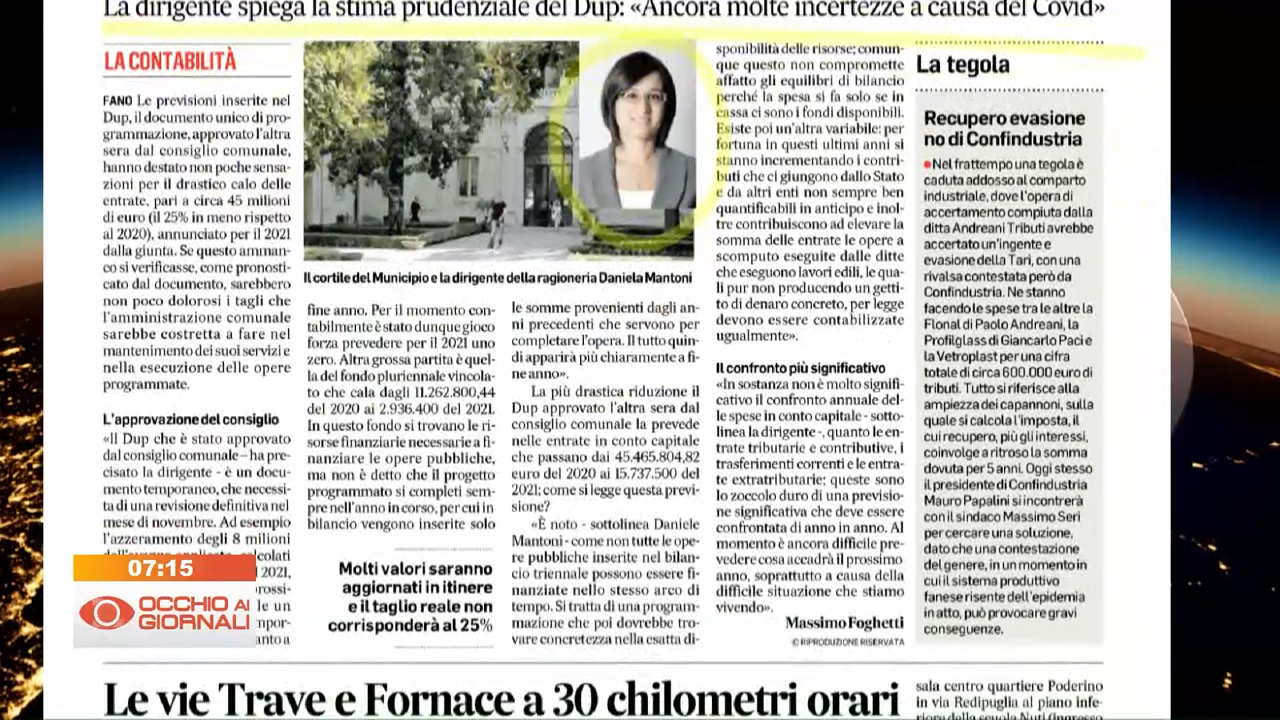 La dirigente spiega la stima prudenziale del Dup: «Ancora molte incertezze a causa del Covid»
LA CONTABILITÀ
FANO Le previsioni inserite nel
Dup, il documento unico di pro-
grammazione, approvato l'altra
sera dal consiglio comunale,
hanno destato non poche sensa-
zioni per il drastico calo delle
entrate, pari a circa 45 milioni
di euro (il 25% in meno rispetto
al 2020), annunciato per il 2021
dalla giunta. Se questo amman-
co si verificasse, come pronosti-
cato dal documento, sarebbero
non poco dolorosi i tagli che
l'amministrazione comunale
sarebbe costretta a fare nel
mantenimento dei suoi servizi e
nella esecuzione delle opere
programmate.
L'approvazione del consiglio
«Il Dup che è stato approvato
dal consiglio comunale – ha pre-
cisato la dirigente - è un docu-
mento temporaneo, che necessi-
ta di una revisione definitiva nel
mese di novembre. Ad esempio
l'azzeramento degli 8 milioni
07:15
OCCHIO AI
GIORNALI
Il cortile del Municipio e la dirigente della ragioneria Daniela Mantoni
fine anno. Per il momento con-
tabilmente è stato dunque gioco
forza prevedere per il 2021 uno
zero. Altra grossa partita è quel-
la del fondo pluriennale vincola-
to che cala dagli 11.262.800,44
del 2020 ai 2.936.400 del 2021.
In questo fondo si trovano le ri-
sorse finanziarie necessarie a fi-
nanziare le opere pubbliche,
ma non è detto che il progetto
programmato si completi sem-
pre nell'anno in corso, per cui in
bilancio vengono inserite solo
Molti valori saranno
aggiornati in itinere
e il taglio reale non
corrisponderà al 25%
le somme provenienti dagli an-
ni precedenti che servono per
completare l'opera. Il tutto quin-
di apparirà più chiaramente a fi-
ne anno».
La più drastica riduzione il
Dup approvato l'altra sera dal
consiglio comunale la prevede
nelle entrate in conto capitale
che passano dai 45.465.804,82
euro del 2020 ai 15.737.500 del
2021; come si legge questa previ-
sione?
«È noto - sottolinea Daniele
Mantoni - come non tutte le ope-
re pubbliche inserite nel bilan-
cio triennale possono essere fi-
nanziate nello stesso arco di
tempo. Si tratta di una program-
mazione che poi dovrebbe tro-
vare concretezza nella esatta di-
sponibilità delle risorse; comun-
que questo non compromette
affatto gli equilibri di bilancio
perché la spesa si fa solo se in
cassa ci sono i fondi disponibili.
Esiste poi un'altra variabile: per
fortuna in questi ultimi anni si
stanno incrementando i contri-
buti che ci giungono dallo Stato
e da altri enti non sempre ben
quantificabili in anticipo e inol-
tre contribuiscono ad elevare la
somma delle entrate le opere a
scomputo eseguite dalle ditte
che eseguono lavori edili, le qua-
li pur non producendo un getti-
to di denaro concreto, per legge
devono essere contabilizzate
ugualmente».
Il confronto più significativo
«In sostanza non è molto signifi-
cativo il confronto annuale del-
le spese in conto capitale - sotto-
linea la dirigente -, quanto le en-
trate tributarie e contributive, i
trasferimenti correnti e le entra-
te extratributarie: queste sono
lo zoccolo duro di una previsio-
ne significativa che deve essere
confrontata di anno in anno. Al
momento è ancora difficile pre-
vedere cosa accadrà il prossimo
anno, soprattutto a causa della
difficile situazione che stiamo
vivendo».
Massimo Foghetti
© RIPRODUZIONE RISERVATA
La tegola
Recupero evasione
no di Confindustria
●Nel frattempo una tegola è
caduta addosso al comparto
industriale, dove l'opera di
accertamento compiuta dalla
ditta Andreani Tributi avrebbe
accertato un'ingente e
evasione della Tari, con una
rivalsa contestata però da
Confindustria. Ne stanno
facendo le spese tra le altre la
Flonal di Paolo Andreani, la
Profilglass di Giancarlo Paci e
la Vetroplast per una cifra
totale di circa 600.000 euro di
tributi. Tutto si riferisce alla
ampiezza dei capannoni, sulla
quale si calcola l'imposta, il
cui recupero, più gli interessi,
coinvolge a ritroso la somma
dovuta per 5 anni. Oggi stesso
il presidente di Confindustria
Mauro Papalini si incontrerà
con il sindaco Massimo Seri
per cercare una soluzione,
dato che una contestazione
del genere, in un momento in
cui il sistema produttivo
fanese risente dell'epidemia
in atto, può provocare gravi
conseguenze.
Le vie Trave e Fornace a 30 chilometri orari
sala centro quartiere Poderino
in via Redipuglia al piano infe-